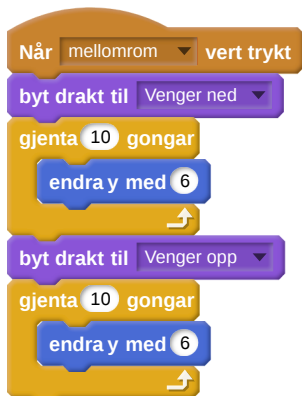 Når mellomrom vert trykt
byt drakt til Venger ned
gjenta 10 gongar
endra y med 6
byt drakt til Venger opp
gjenta 10 gongar
endra y med 6